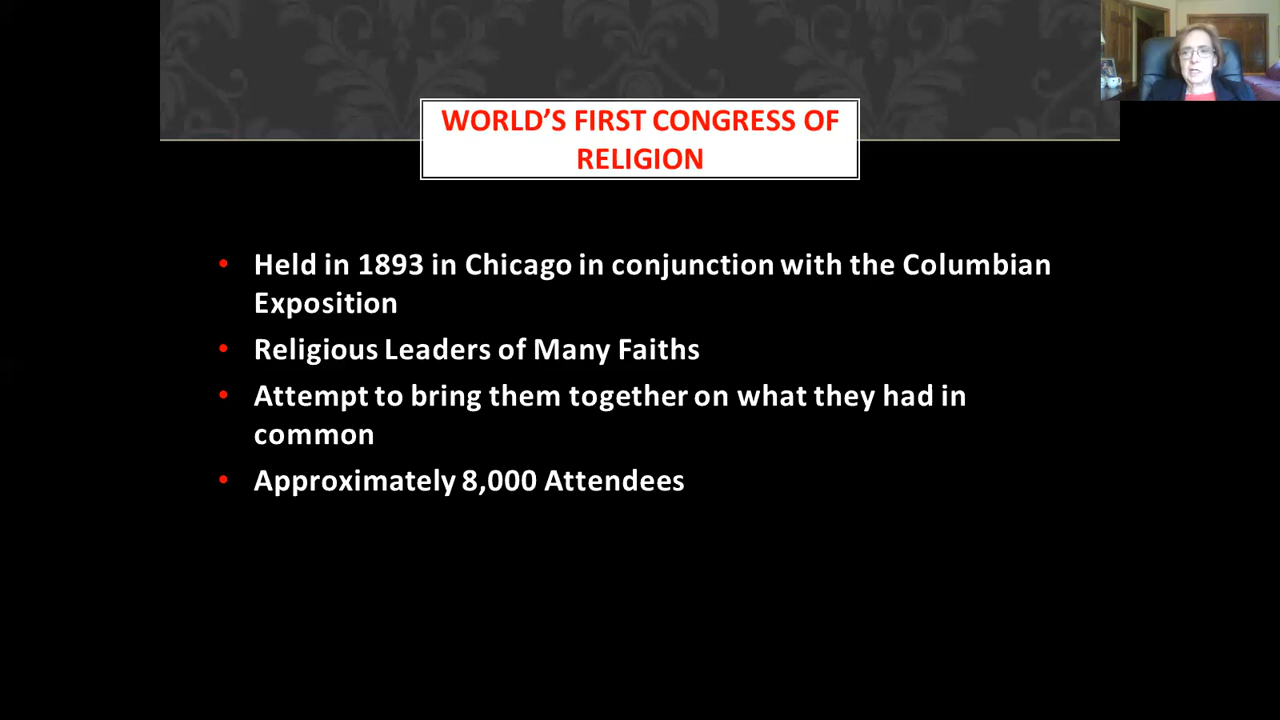 WORLD'S FIRST CONGRESS OF
RELIGION
• Held in 1893 in Chicago in conjunction with the Columbian
Exposition
• Religious Leaders of Many Faiths
• Attempt to bring them together on what they had in
common
• Approximately 8,000 Attendees